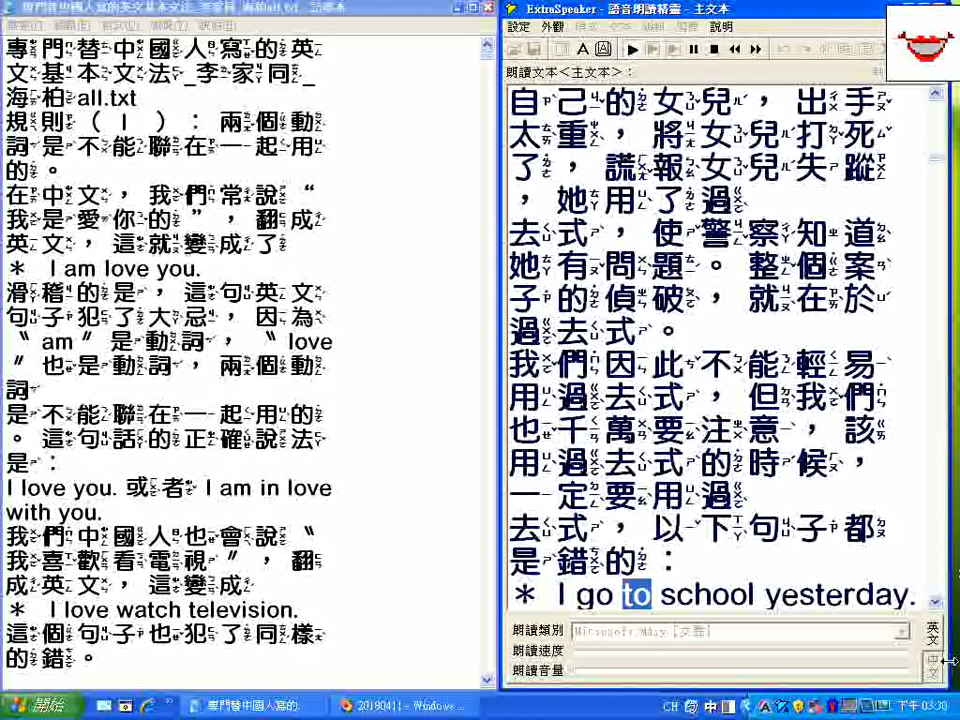 專門替中國人寫的英文基本文法_李家同_海柏all.txt - 記事本
ExtraSpeaker - 語音朗讀精靈 - 主文本
設定 外觀
朗讀文本<主文本>：
專門替中國人寫的英
文基本文法_李家同_
海柏all.txt
規則（1）：兩個動
詞是不能聯在一起用
的。
在中文，我們常說“
我是愛你的”，翻成
英文，這就變成了
* I am love you.
滑稽的是，這句英文
句子犯了大忌，因為
〝am〞是動詞，〝love
〞也是動詞，兩個動
詞
是不能聯在一起用的
。這句話的正確說法
是：
I love you. 或者 I am in love
with you.
我們中國人也會說〝
我喜歡看電視〞，翻
成英文，這變成
* I love watch television.
這個句子也犯了同樣
的錯。
自己的女兒，出手
太重，將女兒打死
了，謊報女兒失蹤
，她用了過
去式，使警察知道
她有問題。整個案
子的偵破，就在於
過去式。
我們因此不能輕易
用過去式，但我們
也千萬要注意，該
用過去式的時候，
一定要用過
去式，以下句子都
是錯的：
* I go to school yesterday.
朗讀類別
朗讀速度
朗讀音量
英文
中文
開始
專門替中國人寫的...
20180411 - Windows ...
CH
中
下午 03:30